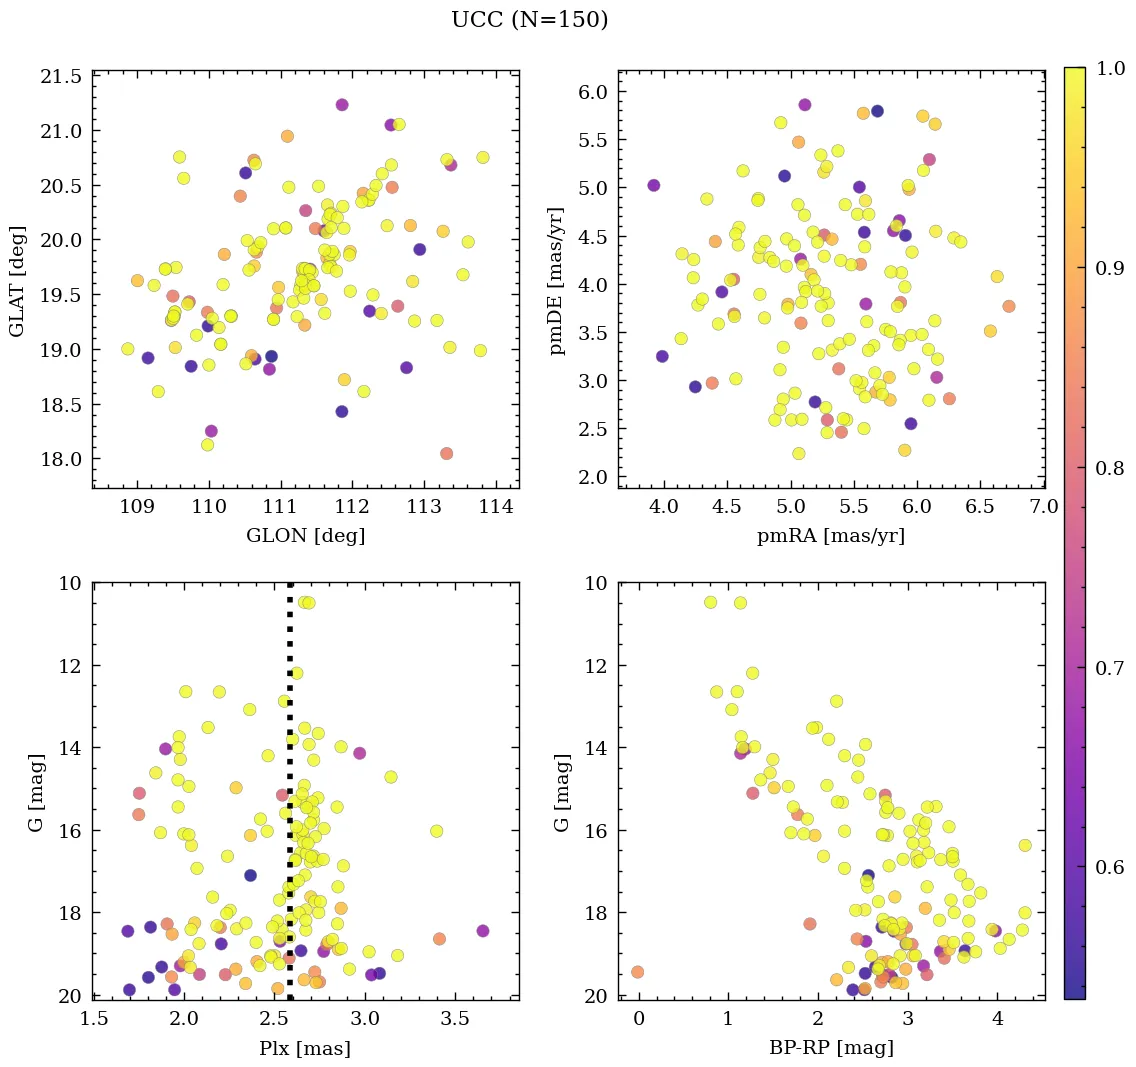 UCC (N=150)
21.5
21.0
20.5
20.0
19.5
19.0
18.5
18.0
GLAT [deg]
109 110 111 112 113 114
GLON [deg]
6.0
5.5
5.0
4.5
4.0
3.5
3.0
2.5
2.0
pmDE [mas/yr]
4.0 4.5 5.0 5.5 6.0 6.5 7.0
pmRA [mas/yr]
1.0
0.9
0.8
0.7
0.6
10
12
14
16
18
20
G [mag]
1.5 2.0 2.5 3.0 3.5
Plx [mas]
10
12
14
16
18
20
G [mag]
0 1 2 3 4
BP-RP [mag]